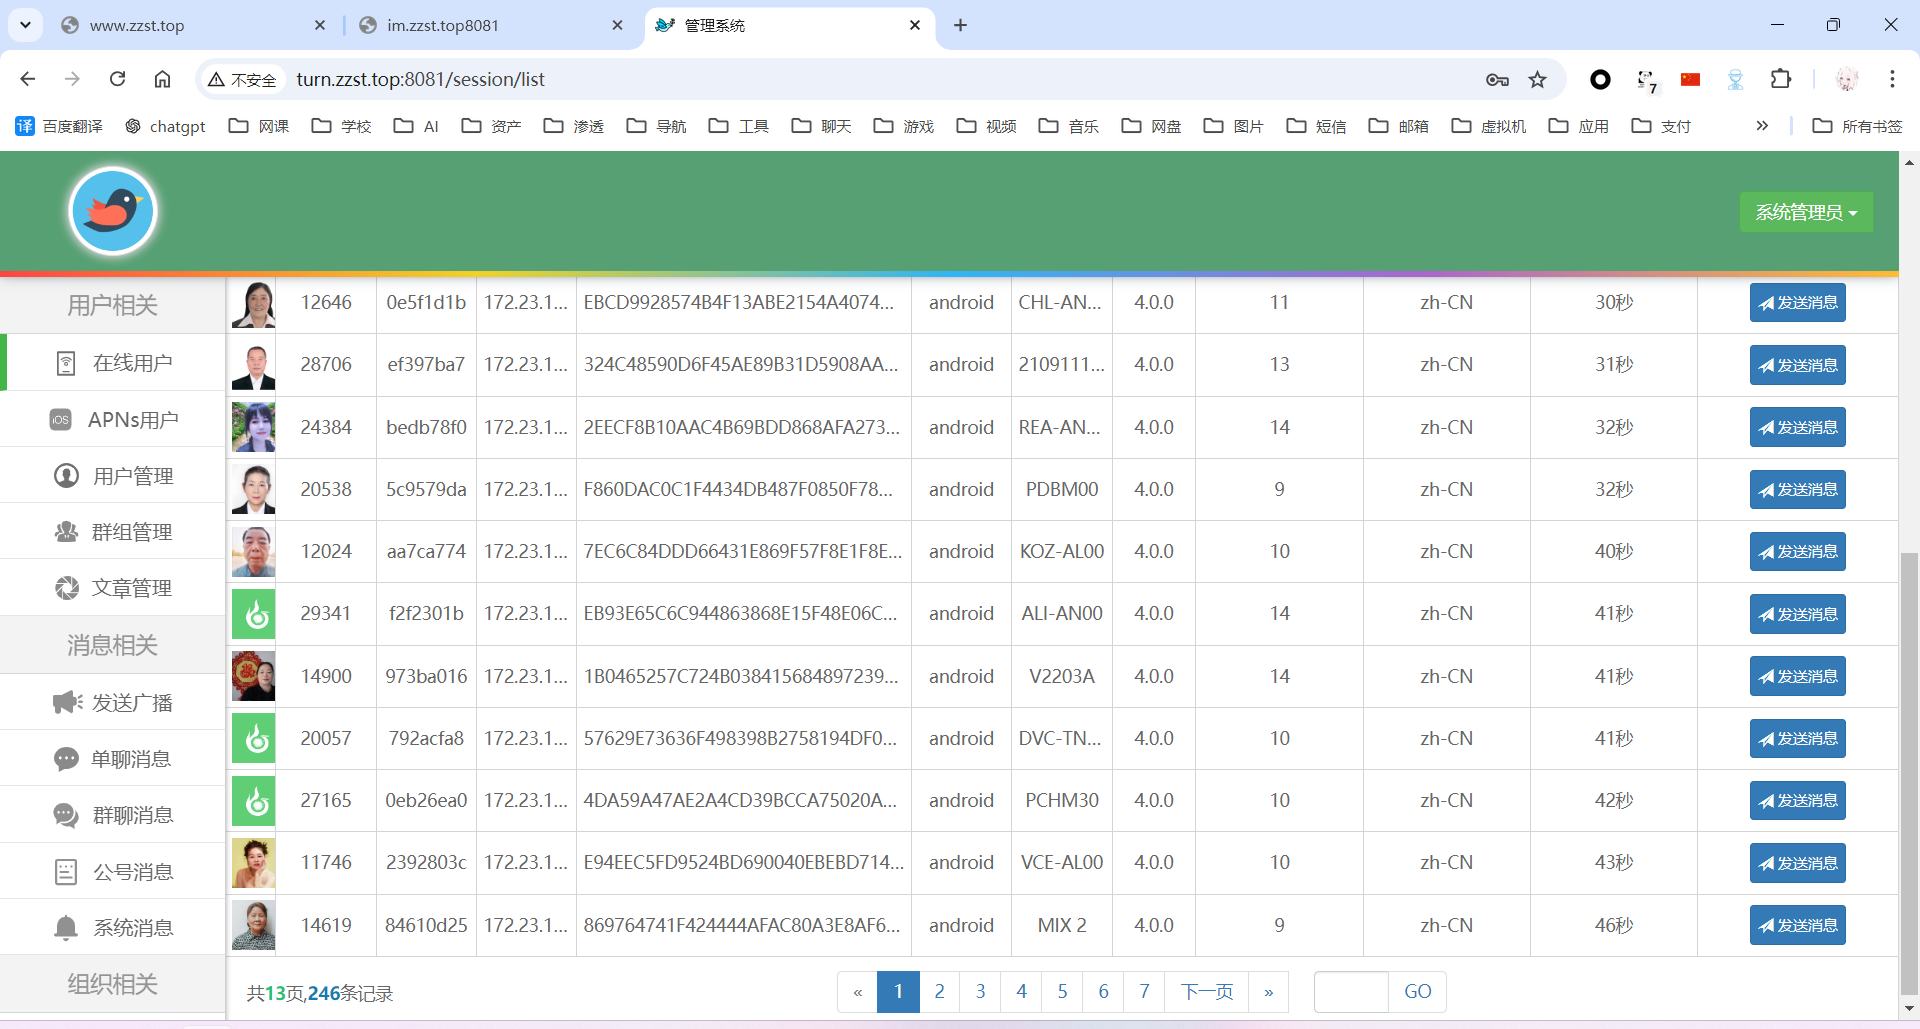 www.zzst.top
im.zzst.top8081
管理系统
不安全 turn.zzst.top:8081/session/list
7
百度翻译 chatgpt 网课 学校 AI 资产 渗透 导航 工具 聊天 游戏 视频 音乐 网盘 图片 短信 邮箱 虚拟机 应用 支付 » 所有书签
系统管理员
用户相关
在线用户
APNs用户
用户管理
群组管理
文章管理
消息相关
发送广播
单聊消息
群聊消息
公号消息
系统消息
组织相关
12646 0e5f1d1b 172.23.1... EBCD9928574B4F13ABE2154A4074... android CHL-AN... 4.0.0 11 zh-CN 30秒 发送消息
28706 ef397ba7 172.23.1... 324C48590D6F45AE89B31D5908AA... android 2109111... 4.0.0 13 zh-CN 31秒 发送消息
24384 bedb78f0 172.23.1... 2EECF8B10AAC4B69BDD868AFA273... android REA-AN... 4.0.0 14 zh-CN 32秒 发送消息
20538 5c9579da 172.23.1... F860DAC0C1F4434DB487F0850F78... android PDBM00 4.0.0 9 zh-CN 32秒 发送消息
12024 aa7ca774 172.23.1... 7EC6C84DDD66431E869F57F8E1F8E... android KOZ-AL00 4.0.0 10 zh-CN 40秒 发送消息
29341 f2f2301b 172.23.1... EB93E65C6C944863868E15F48E06C... android ALI-AN00 4.0.0 14 zh-CN 41秒 发送消息
14900 973ba016 172.23.1... 1B0465257C724B038415684897239... android V2203A 4.0.0 14 zh-CN 41秒 发送消息
20057 792acfa8 172.23.1... 57629E73636F498398B2758194DF0... android DVC-TN... 4.0.0 10 zh-CN 41秒 发送消息
27165 0eb26ea0 172.23.1... 4DA59A47AE2A4CD39BCCA75020A... android PCHM30 4.0.0 10 zh-CN 42秒 发送消息
11746 2392803c 172.23.1... E94EEC5FD9524BD690040EBEBD714... android VCE-AL00 4.0.0 10 zh-CN 43秒 发送消息
14619 84610d25 172.23.1... 869764741F424444AFAC80A3E8AF6... android MIX 2 4.0.0 9 zh-CN 46秒 发送消息
共13页,246条记录 « 1 2 3 4 5 6 7 下一页 » GO